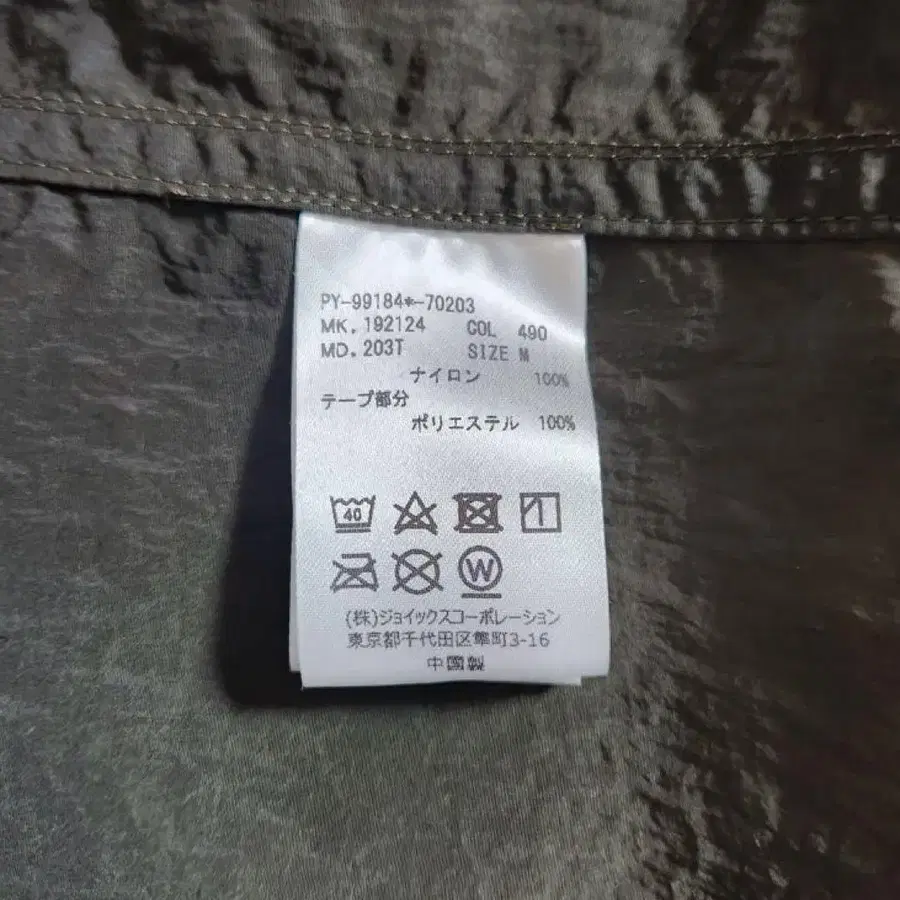 PY-99184*-70203
MK. 192124 COL 490
MD. 203T SIZE M
ナイロン 100%
テープ部分
ポリエステル 100%
40
W
(株)ジョイックスコーポレーション
東京都千代田区隼町3-16
中国製